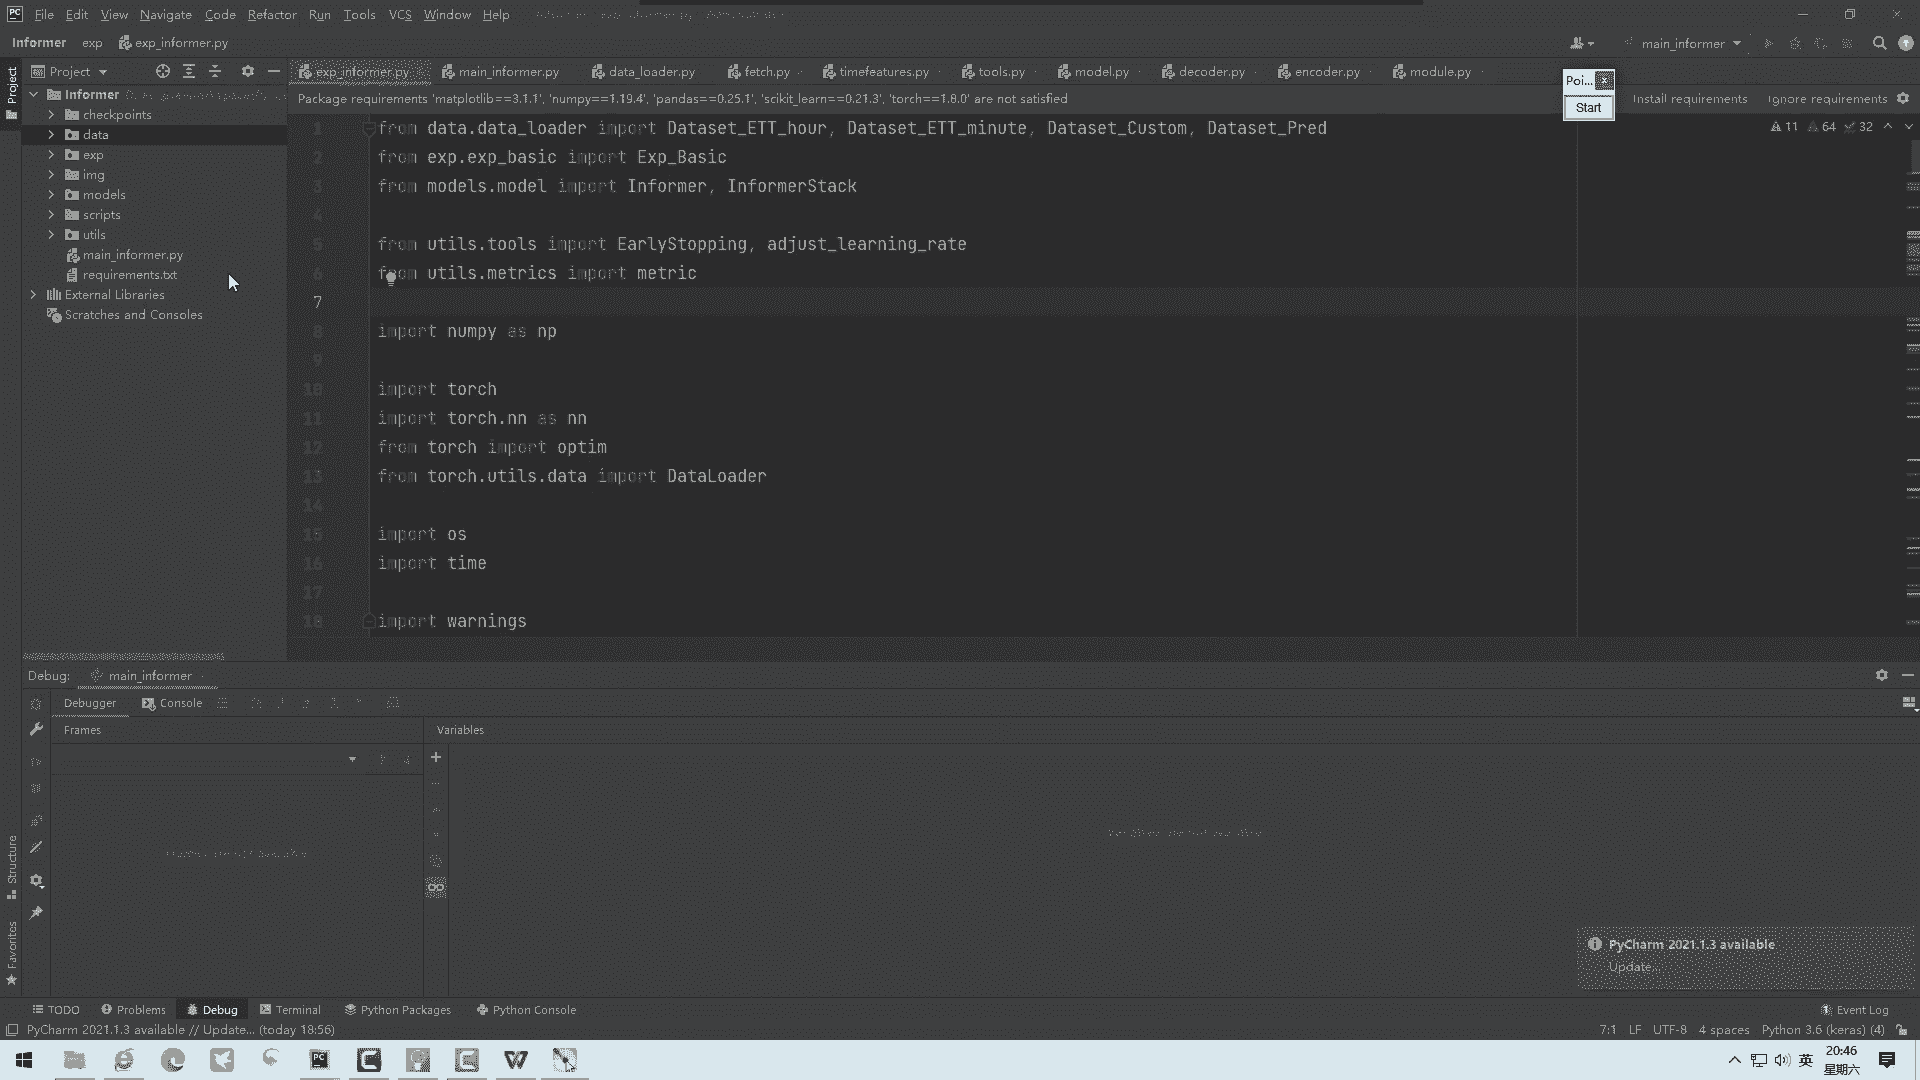 File Edit View Navigate Code Refactor Run Tools VCS Window Help
Informer exp exp_informer.py main_informer
Project
exp_informer.py main_informer.py data_loader.py fetch.py timefeatures.py tools.py model.py decoder.py encoder.py module.py
Package requirements 'matplotlib==3.1.1', 'numpy==1.19.4', 'pandas==0.25.1', 'scikit_learn==0.21.3', 'torch==1.8.0' are not satisfied
Install requirements Ignore requirements
Poi...
Start
11 64 32
Project
Informer
checkpoints
data
exp
img
models
scripts
utils
main_informer.py
requirements.txt
External Libraries
Scratches and Consoles
1 from data.data_loader import Dataset_ETT_hour, Dataset_ETT_minute, Dataset_Custom, Dataset_Pred
2 from exp.exp_basic import Exp_Basic
3 from models.model import Informer, InformerStack
4
5 from utils.tools import EarlyStopping, adjust_learning_rate
6 from utils.metrics import metric
7
8 import numpy as np
9
10 import torch
11 import torch.nn as nn
12 from torch import optim
13 from torch.utils.data import DataLoader
14
15 import os
16 import time
17
18 import warnings
Debug: main_informer
Debugger Console
Frames
Variables
Structure
Favorites
PyCharm 2021.1.3 available
Update...
TODO Problems Debug Terminal Python Packages Python Console Event Log
PyCharm 2021.1.3 available // Update... (today 18:56) 7:1 LF UTF-8 4 spaces Python 3.6 (keras) (4)
英
20:46
星期六